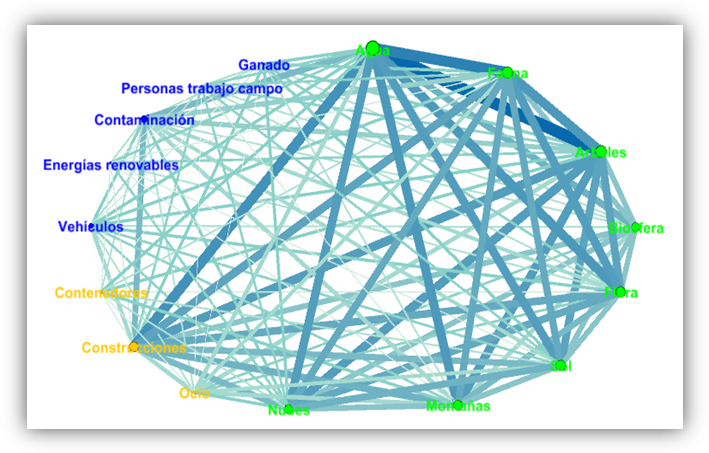 Agua
Ganado
Fauna
Personas trabajo campo
Contaminación
Árboles
Energías renovables
Vehículos
Biosfera
Contenedores
Flora
Construcciones
Sol
Ocio
Montañas
Nubes